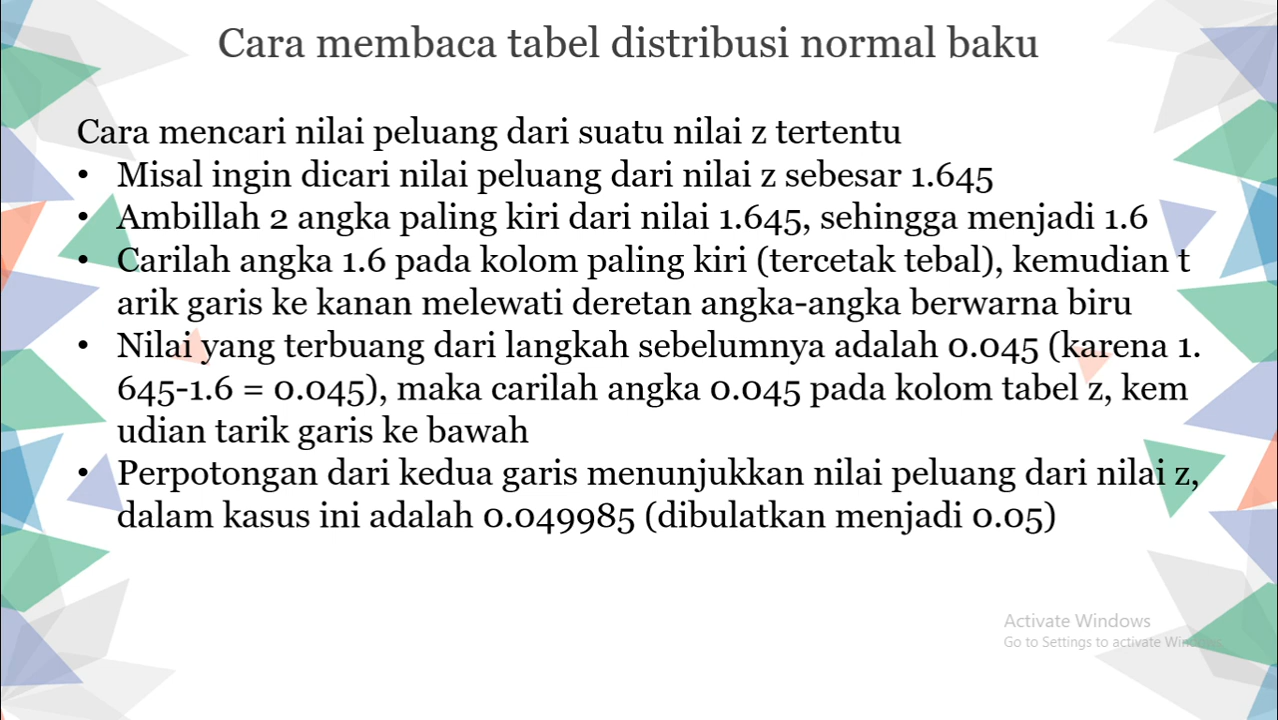 Cara membaca tabel distribusi normal baku
Cara mencari nilai peluang dari suatu nilai z tertentu
• Misal ingin dicari nilai peluang dari nilai z sebesar 1.645
• Ambillah 2 angka paling kiri dari nilai 1.645, sehingga menjadi 1.6
• Carilah angka 1.6 pada kolom paling kiri (tercetak tebal), kemudian t
arik garis ke kanan melewati deretan angka-angka berwarna biru
• Nilai yang terbuang dari langkah sebelumnya adalah 0.045 (karena 1.
645-1.6 = 0.045), maka carilah angka 0.045 pada kolom tabel z, kem
udian tarik garis ke bawah
• Perpotongan dari kedua garis menunjukkan nilai peluang dari nilai z,
dalam kasus ini adalah 0.049985 (dibulatkan menjadi 0.05)
Activate Windows
Go to Settings to activate Windows.